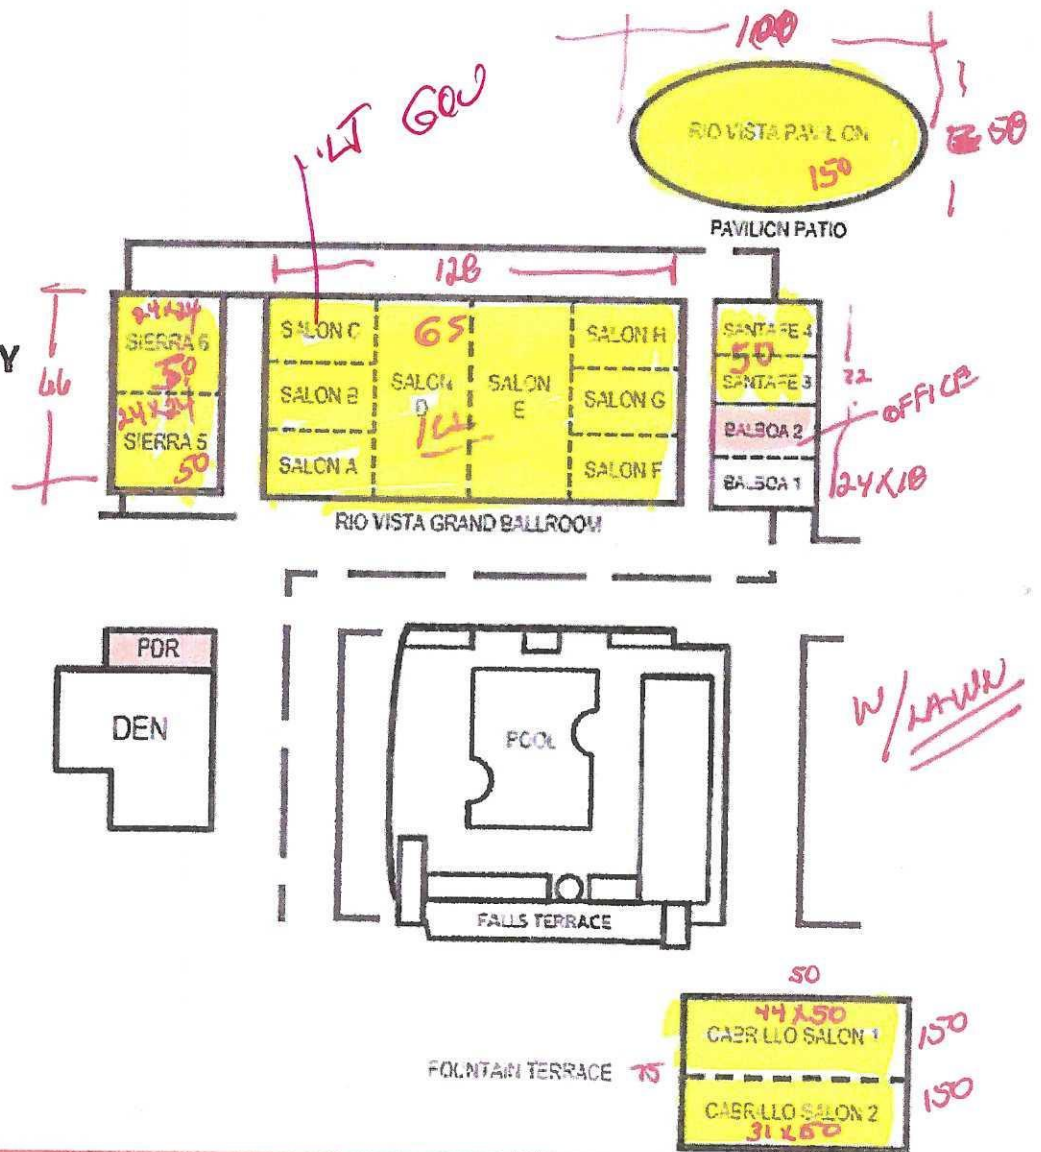 100
RIO VISTA PAVILION
150
50
PAVILION PATIO
LT GOV
128
Y
66
24x24
SIERRA 6
50
24x24
SIERRA 5
50
SALON C
SALON B
SALON A
65
SALON
D
SALON
E
SALON H
SALON G
SALON F
SANTA FE 4
50
SANTA FE 3
22
OFFICE
BALBOA 2
BALBOA 1
24x18
RIO VISTA GRAND BALLROOM
PDR
DEN
POOL
W/LAWN
FALLS TERRACE
50
44x50
CABRILLO SALON 1
150
FOUNTAIN TERRACE
75
CABRILLO SALON 2
150
31x50